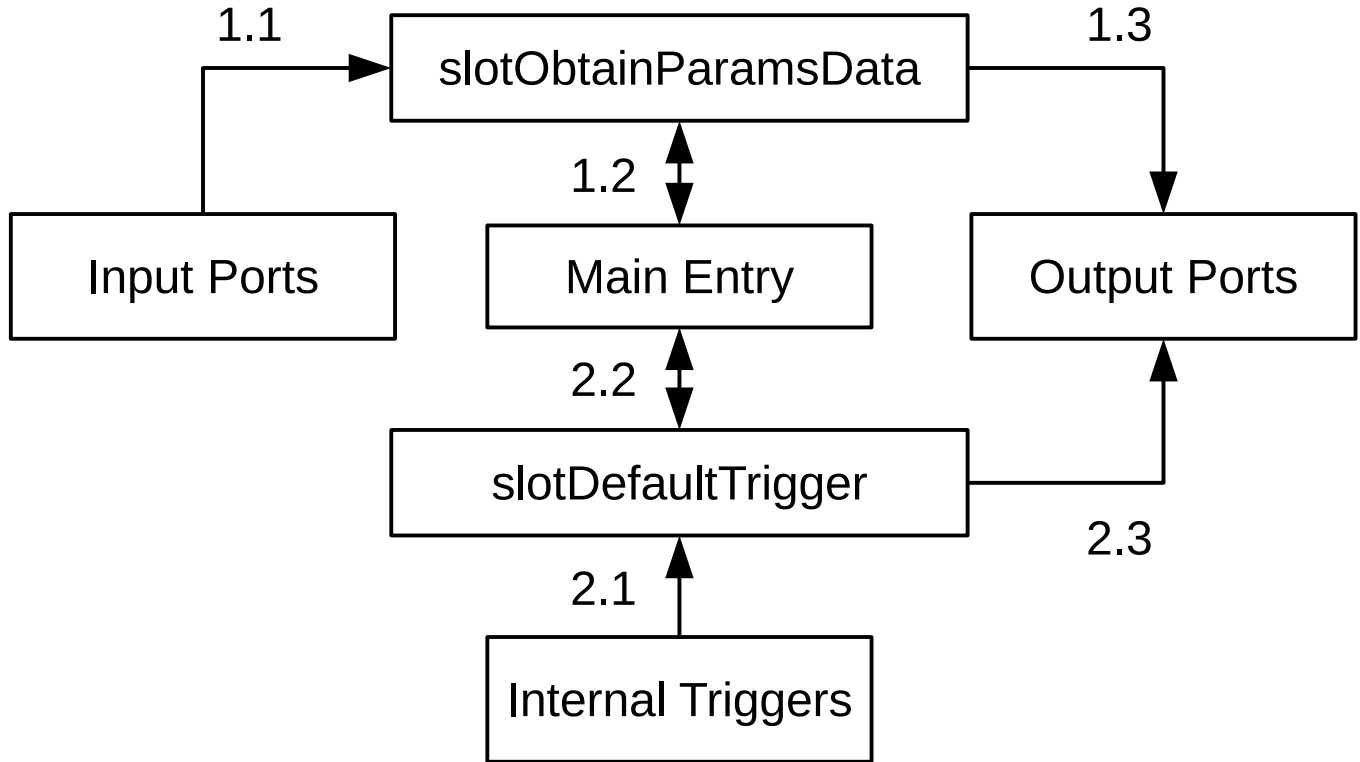 1.1
slotObtainParamsData
1.3
1.2
Input Ports
Main Entry
Output Ports
2.2
slotDefaultTrigger
2.3
2.1
Internal Triggers